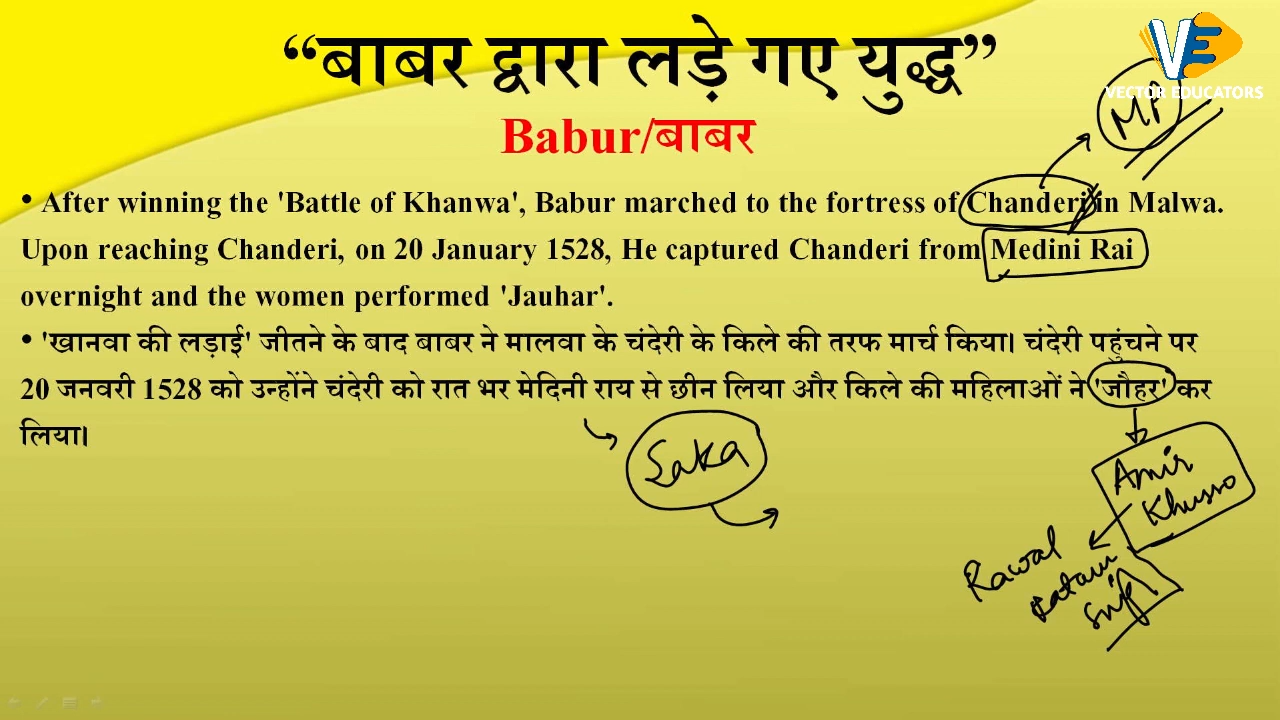 “बाबर द्वारा लड़े गए युद्ध”
VE
VECTOR EDUCATORS
MP
Babur/बाबर
• After winning the 'Battle of Khanwa', Babur marched to the fortress of Chanderi in Malwa.
Upon reaching Chanderi, on 20 January 1528, He captured Chanderi from Medini Rai
overnight and the women performed 'Jauhar'.
• 'खानवा की लड़ाई' जीतने के बाद बाबर ने मालवा के चंदेरी के किले की तरफ मार्च किया। चंदेरी पहुंचने पर
20 जनवरी 1528 को उन्होंने चंदेरी को रात भर मेदिनी राय से छीन लिया और किले की महिलाओं ने 'जौहर' कर
लिया।
Saka
Amir
Khusro
Rawal
Ratan